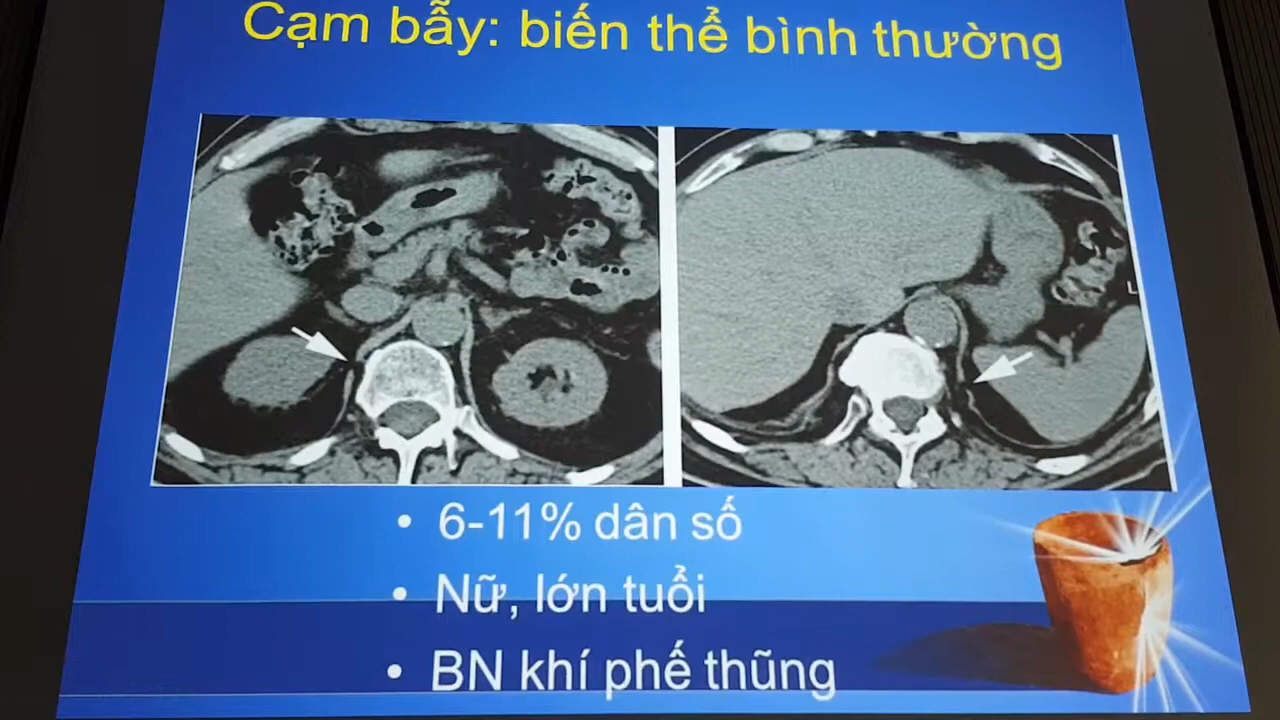 Cạm bẫy: biến thể bình thường
L
• 6-11% dân số
• Nữ, lớn tuổi
• BN khí phế thũng